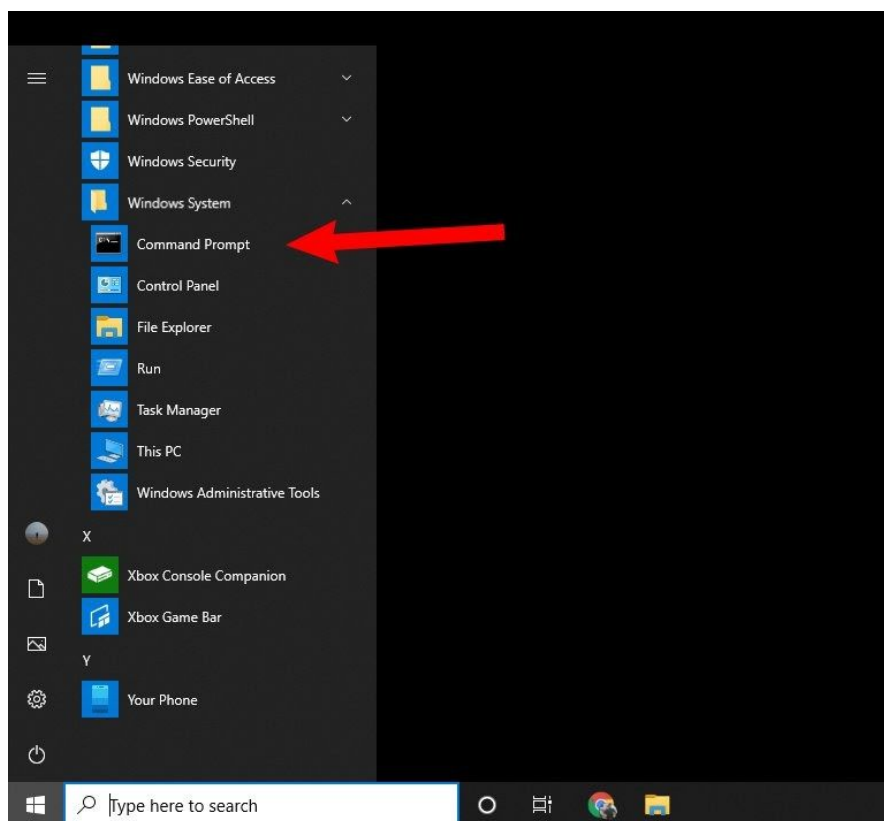 Windows Ease of Access
Windows PowerShell
Windows Security
Windows System
Command Prompt
Control Panel
File Explorer
Run
Task Manager
This PC
Windows Administrative Tools
X
Xbox Console Companion
Xbox Game Bar
Y
Your Phone
Type here to search